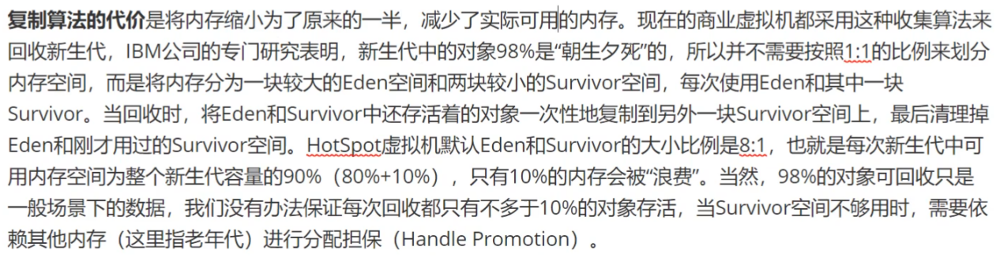 复制算法的代价是将内存缩小为了原来的一半，减少了实际可用的内存。现在的商业虚拟机都采用这种收集算法来
回收新生代，IBM公司的专门研究表明，新生代中的对象98%是“朝生夕死”的，所以并不需要按照1:1的比例来划分
内存空间，而是将内存分为一块较大的Eden空间和两块较小的Survivor空间，每次使用Eden和其中一块
Survivor。当回收时，将Eden和Survivor中还存活着的对象一次性地复制到另外一块Survivor空间上，最后清理掉
Eden和刚才用过的Survivor空间。HotSpot虚拟机默认Eden和Survivor的大小比例是8:1，也就是每次新生代中可
用内存空间为整个新生代容量的90%（80%+10%），只有10%的内存会被“浪费”。当然，98%的对象可回收只是
一般场景下的数据，我们没有办法保证每次回收都只有不多于10%的对象存活，当Survivor空间不够用时，需要依
赖其他内存（这里指老年代）进行分配担保（Handle Promotion）。